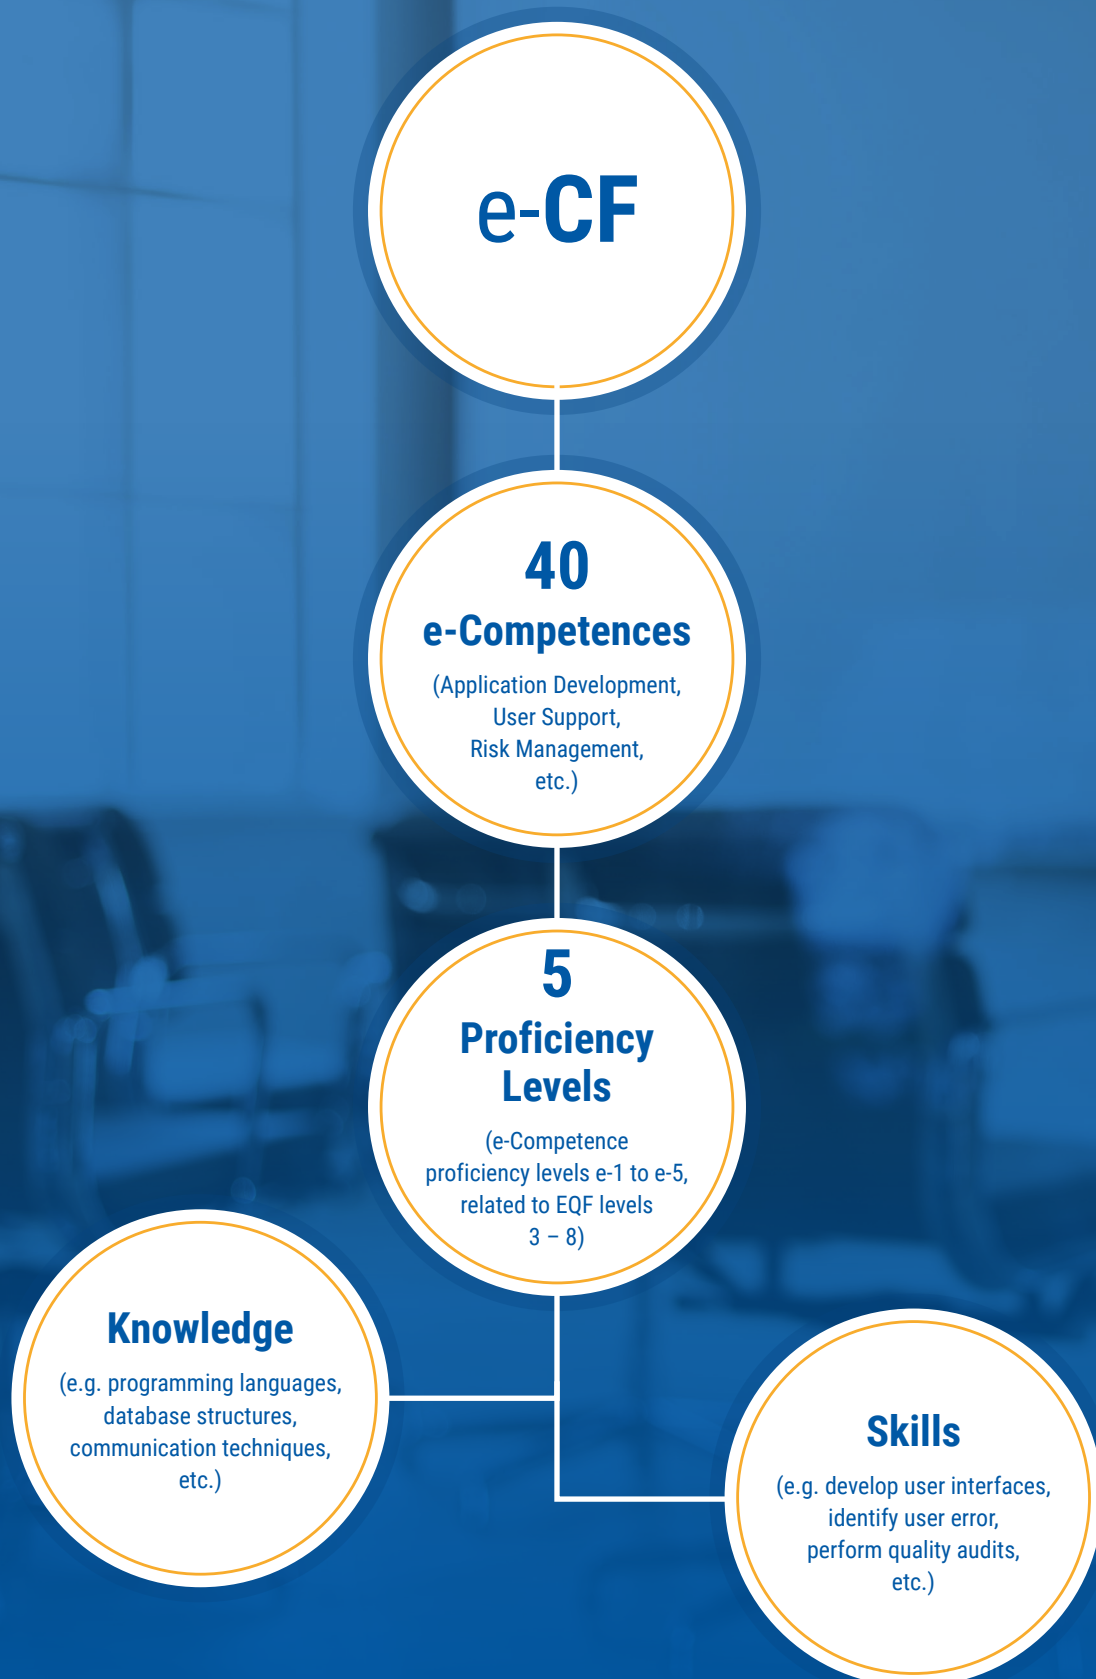 e-CF
40
e-Competences
(Application Development,
User Support,
Risk Management,
etc.)
5
Proficiency
Levels
(e-Competence
proficiency levels e-1 to e-5,
related to EQF levels
3 – 8)
Knowledge
(e.g. programming languages,
database structures,
communication techniques,
etc.)
Skills
(e.g. develop user interfaces,
identify user error,
perform quality audits,
etc.)